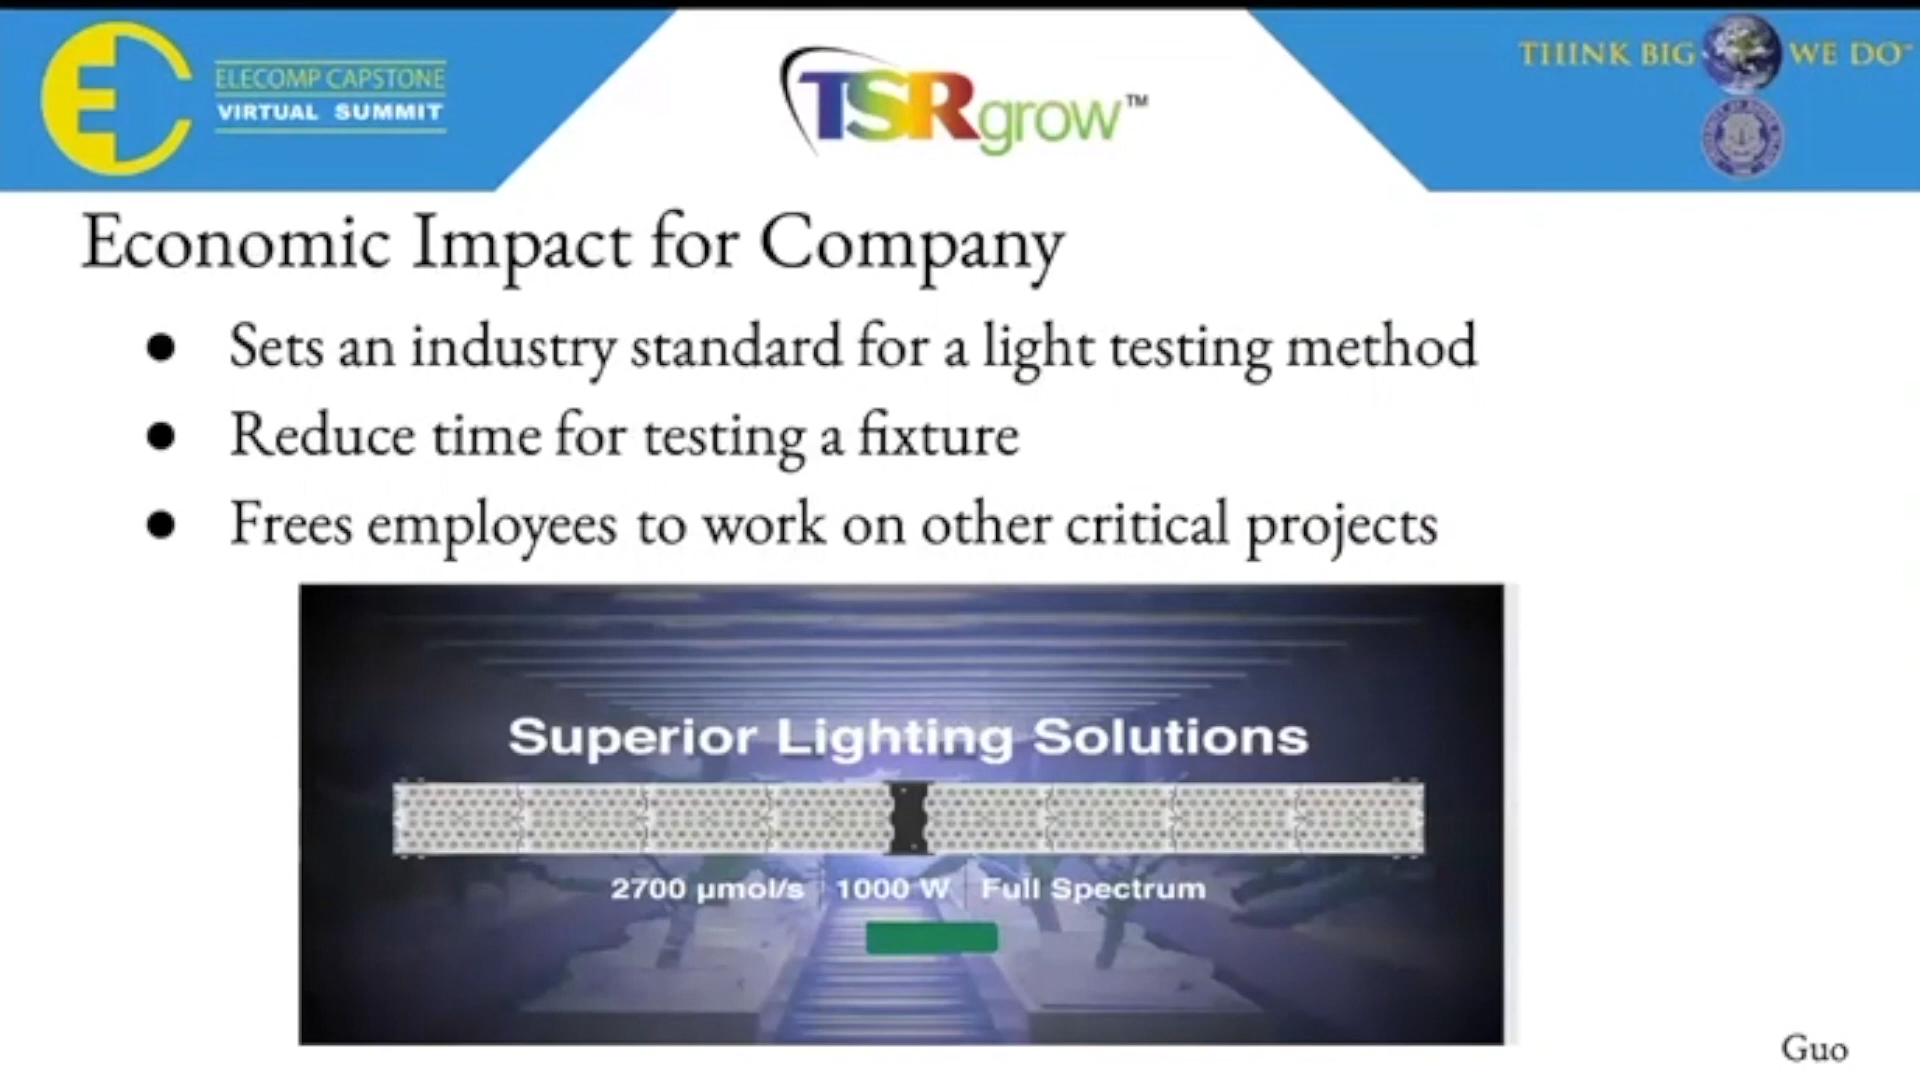 ELECOMP CAPSTONE
VIRTUAL SUMMIT
TSRgrow™
THINK BIG WE DO℠
Economic Impact for Company
● Sets an industry standard for a light testing method
● Reduce time for testing a fixture
● Frees employees to work on other critical projects
Superior Lighting Solutions
2700 μmol/s | 1000 W | Full Spectrum
Guo